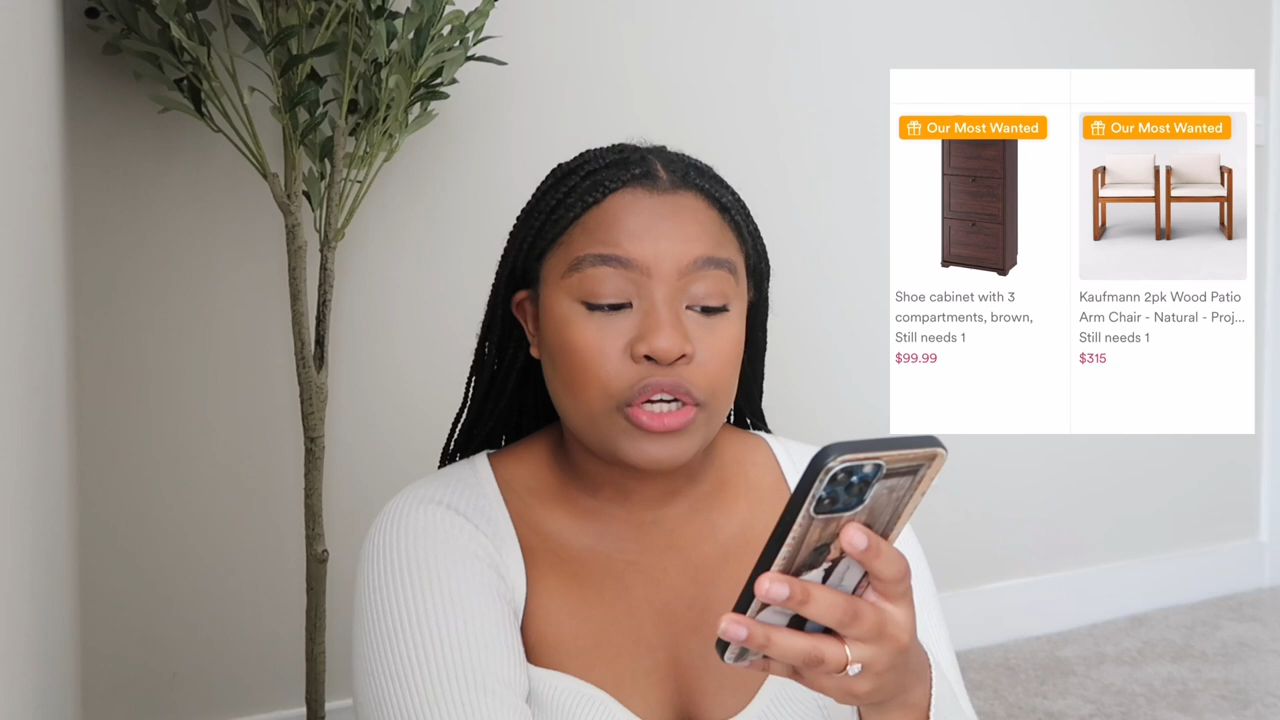 Our Most Wanted
Shoe cabinet with 3
compartments, brown,
Still needs 1
$99.99
Our Most Wanted
Kaufmann 2pk Wood Patio
Arm Chair - Natural - Proj...
Still needs 1
$315